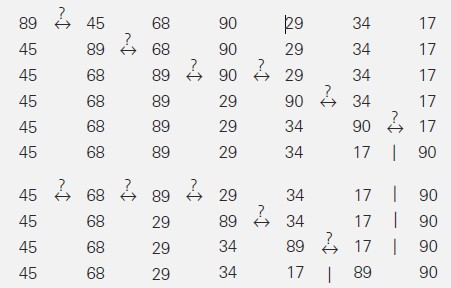 89 ?↔ 45 68 90 29 34 17
45 89 ?↔ 68 90 29 34 17
45 68 89 ?↔ 90 ?↔ 29 34 17
45 68 89 29 90 ?↔ 34 17
45 68 89 29 34 90 ?↔ 17
45 68 89 29 34 17 | 90
45 ?↔ 68 ?↔ 89 ?↔ 29 34 17 | 90
45 68 29 89 ?↔ 34 17 | 90
45 68 29 34 89 ?↔ 17 | 90
45 68 29 34 17 | 89 90